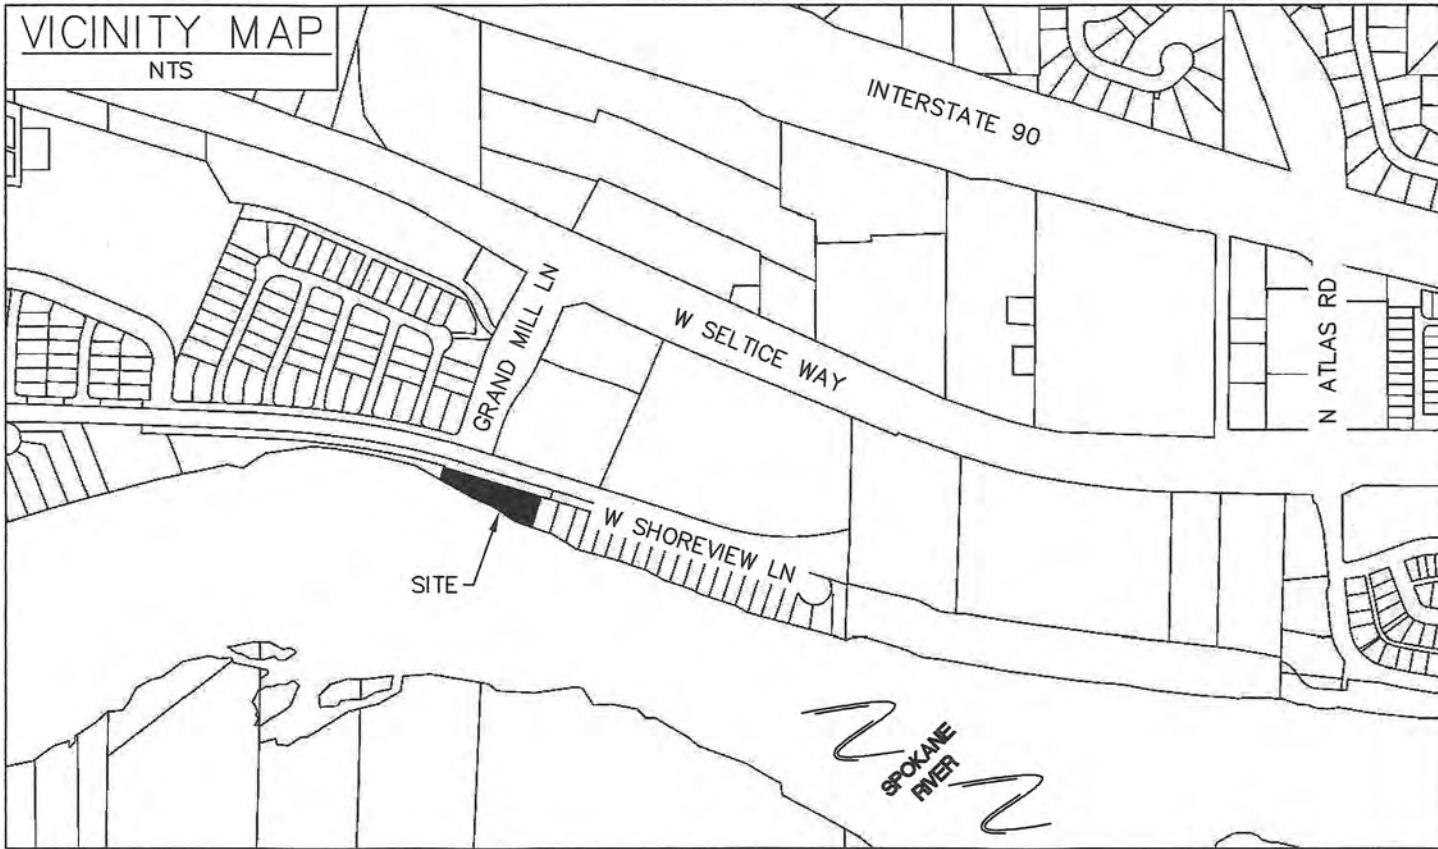 VICINITY MAP
NTS
INTERSTATE 90
GRAND MILL LN
W SELTICE WAY
N ATLAS RD
W SHOREVIEW LN
SITE
SPOKANE
RIVER